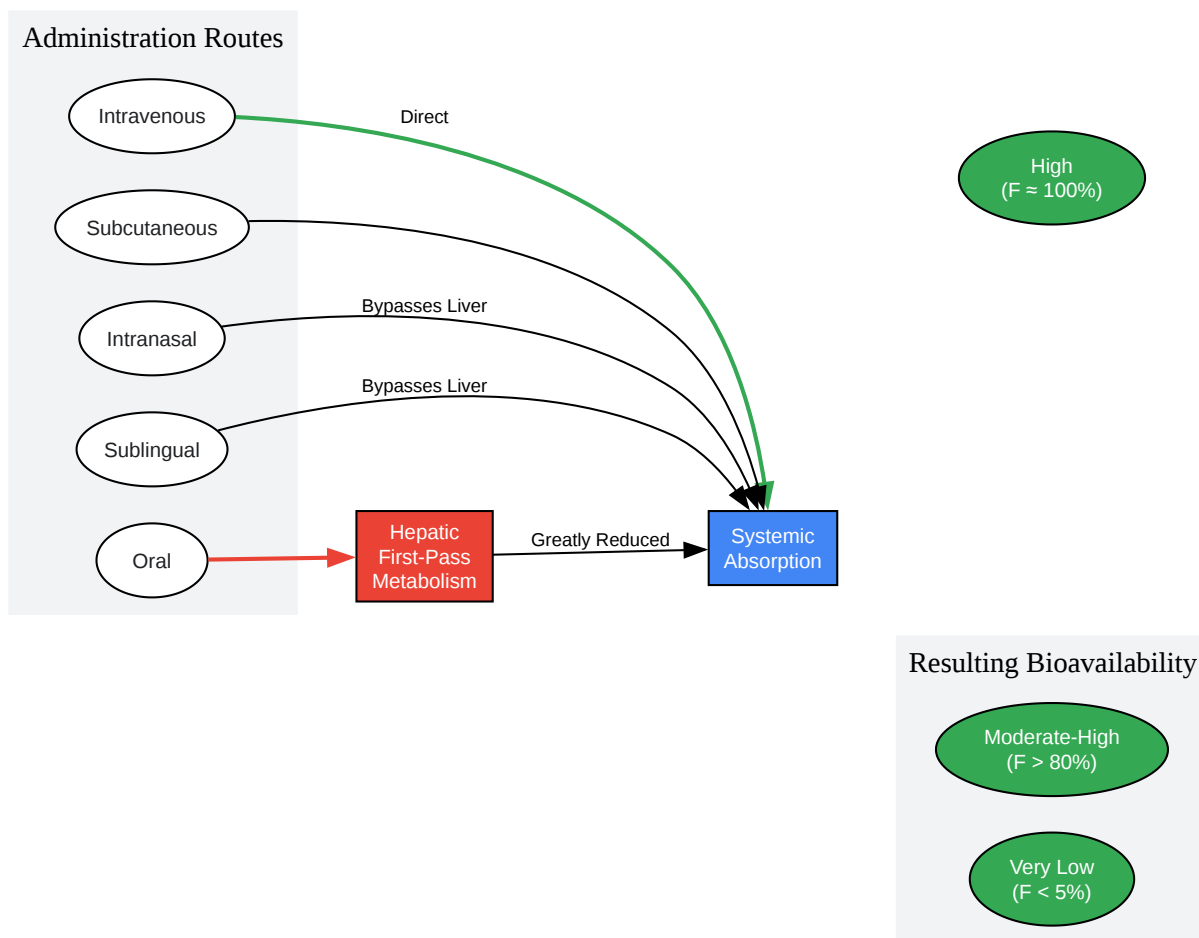 Administration Routes
Intravenous
Direct
High
(F ≈ 100%)
Subcutaneous
Bypasses Liver
Intranasal
Bypasses Liver
Sublingual
Oral
Hepatic
First-Pass
Metabolism
Greatly Reduced
Systemic
Absorption
Resulting Bioavailability
Moderate-High
(F > 80%)
Very Low
(F < 5%)